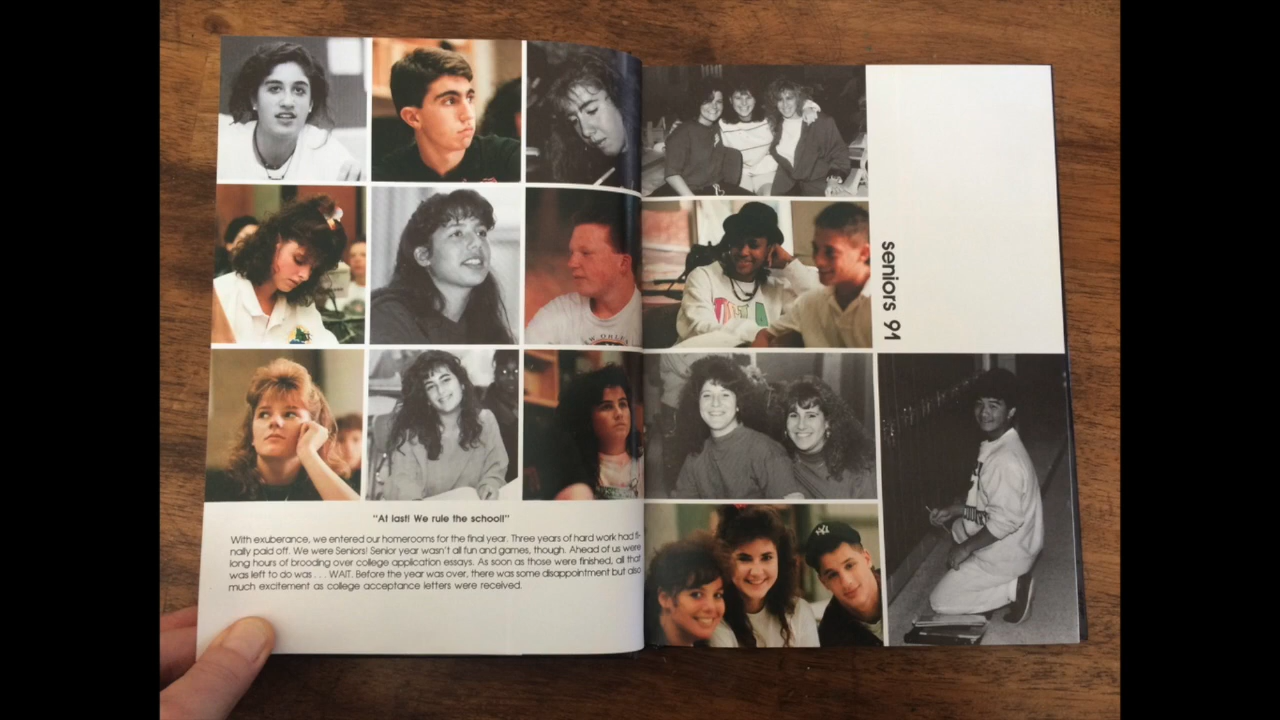 "At last! We rule the school!"
With exuberance, we entered our homerooms for the final year. Three years of hard work had fi-
nally paid off. We were Seniors! Senior year wasn't all fun and games, though. Ahead of us were
long hours of brooding over college application essays. As soon as those were finished, all that
was left to do was . . . WAIT. Before the year was over, there was some disappointment but also
much excitement as college acceptance letters were received.
seniors 91